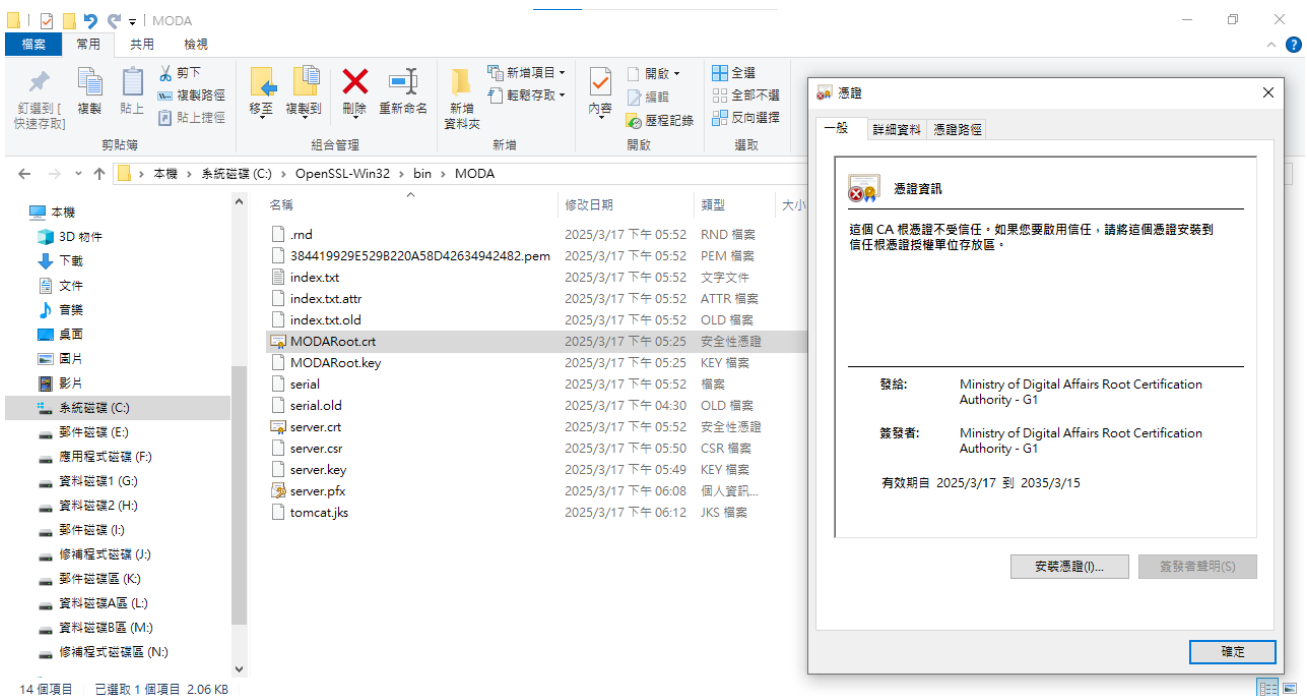 MODA
檔案 常用 共用 檢視
釘選到 [快速存取]
複製
貼上
剪下
複製路徑
貼上捷徑
剪貼簿
移至
複製到
刪除
重新命名
組合管理
新增資料夾
新增項目
輕鬆存取
新增
內容
開啟
編輯
歷程記錄
開啟
全選
全部不選
反向選擇
選取
本機 › 系統磁碟 (C:) › OpenSSL-Win32 › bin › MODA
本機
3D 物件
下載
文件
音樂
桌面
圖片
影片
系統磁碟 (C:)
郵件磁碟 (E:)
應用程式磁碟 (F:)
資料磁碟1 (G:)
資料磁碟2 (H:)
郵件磁碟 (I:)
修補程式磁碟 (J:)
郵件磁碟區 (K:)
資料磁碟A區 (L:)
資料磁碟B區 (M:)
修補程式磁碟區 (N:)
名稱 修改日期 類型 大小
.rnd 2025/3/17 下午 05:52 RND 檔案
384419929E529B220A58D42634942482.pem 2025/3/17 下午 05:52 PEM 檔案
index.txt 2025/3/17 下午 05:52 文字文件
index.txt.attr 2025/3/17 下午 05:52 ATTR 檔案
index.txt.old 2025/3/17 下午 05:52 OLD 檔案
MODARoot.crt 2025/3/17 下午 05:25 安全性憑證
MODARoot.key 2025/3/17 下午 05:25 KEY 檔案
serial 2025/3/17 下午 05:52 檔案
serial.old 2025/3/17 下午 04:30 OLD 檔案
server.crt 2025/3/17 下午 05:52 安全性憑證
server.csr 2025/3/17 下午 05:50 CSR 檔案
server.key 2025/3/17 下午 05:49 KEY 檔案
server.pfx 2025/3/17 下午 06:08 個人資訊...
tomcat.jks 2025/3/17 下午 06:12 JKS 檔案
14 個項目 已選取 1 個項目 2.06 KB
憑證
一般 詳細資料 憑證路徑
憑證資訊
這個 CA 根憑證不受信任。如果您要啟用信任，請將這個憑證安裝到
信任根憑證授權單位存放區。
發給: Ministry of Digital Affairs Root Certification
Authority - G1
簽發者: Ministry of Digital Affairs Root Certification
Authority - G1
有效期自 2025/3/17 到 2035/3/15
安裝憑證(I)... 簽發者聲明(S)
確定